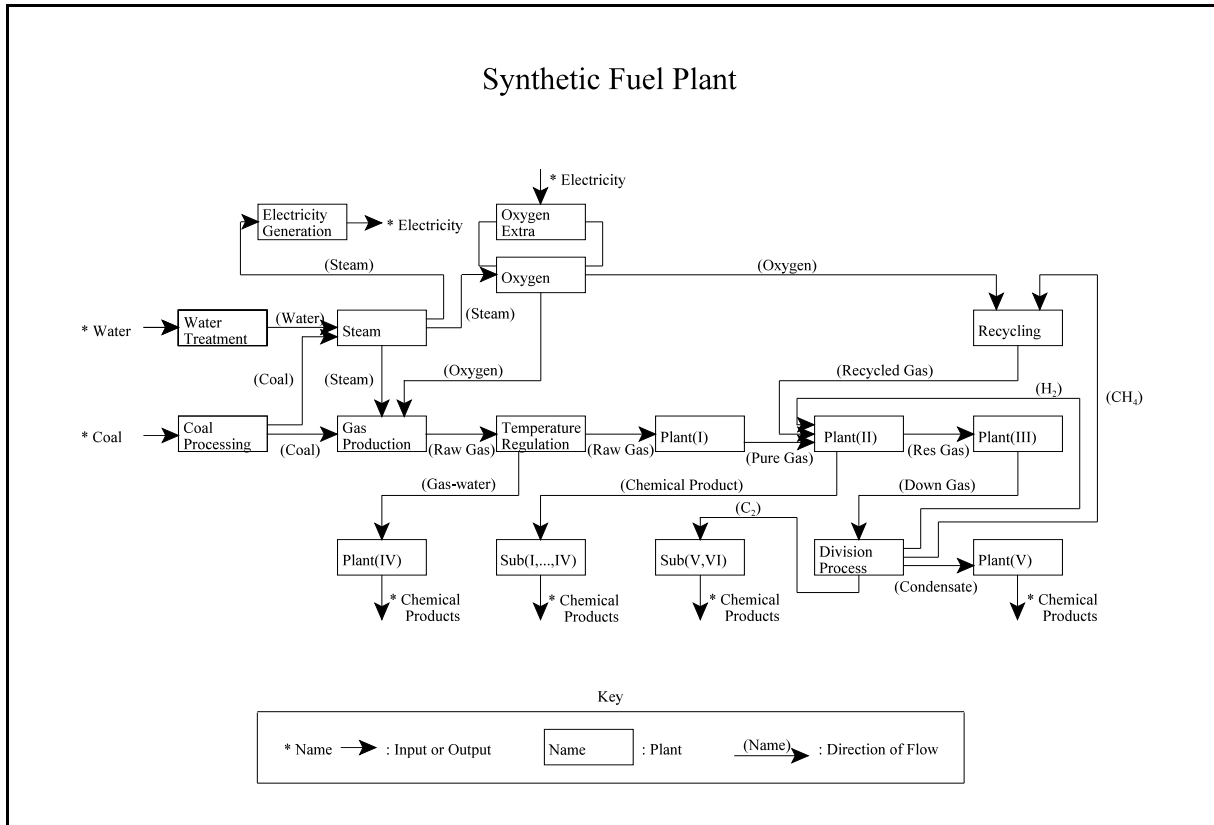 Synthetic Fuel Plant
* Electricity
Electricity
Generation
* Electricity
Oxygen
Extra
(Steam)
Oxygen
(Oxygen)
* Water
Water
Treatment
(Water)
Steam
(Steam)
Recycling
(Coal)
(Steam)
(Oxygen)
(Recycled Gas)
(H₂)
(CH₄)
* Coal
Coal
Processing
(Coal)
Gas
Production
(Raw Gas)
Temperature
Regulation
(Raw Gas)
Plant(I)
(Pure Gas)
Plant(II)
(Res Gas)
Plant(III)
(Gas-water)
(Chemical Product)
(C₂)
(Down Gas)
Plant(IV)
Sub(I,...,IV)
Sub(V,VI)
Division
Process
(Condensate)
Plant(V)
* Chemical
Products
* Chemical
Products
* Chemical
Products
* Chemical
Products
Key
* Name
: Input or Output
Name
: Plant
(Name)
: Direction of Flow